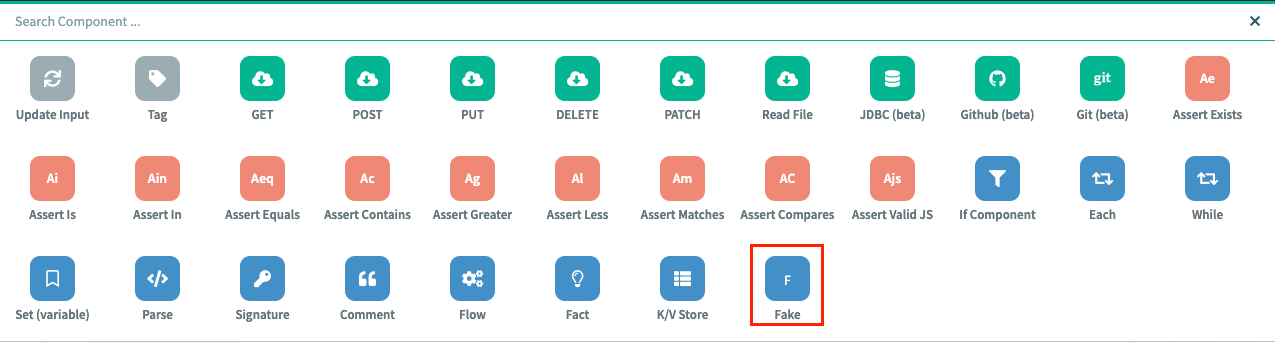 Search Component ...
Update Input Tag GET POST PUT DELETE PATCH Read File JDBC (beta) Github (beta) git Git (beta) Ae Assert Exists
Ai Ain Aeq Ac Ag Al Am AC Ajs
Assert Is Assert In Assert Equals Assert Contains Assert Greater Assert Less Assert Matches Assert Compares Assert Valid JS If Component Each While
F
Set (variable) Parse Signature Comment Flow Fact K/V Store Fake